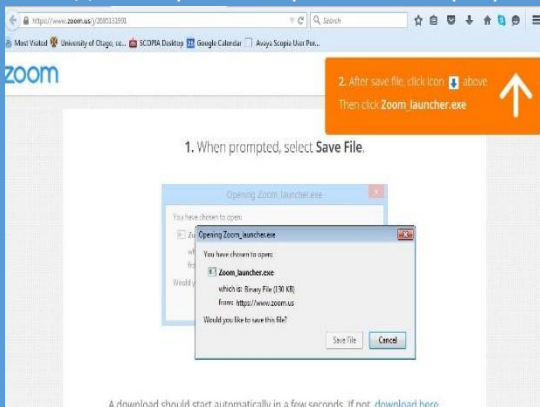 https://www.zoom.us/j/
Search
Most Visited University of Otago, co... SCOPIA Desktop Google Calendar Avaya Scopia User Por...
zoom
2. After save file, click icon above
Then click Zoom_launcher.exe
1. When prompted, select Save File.
Opening Zoom_launcher.exe
You have chosen to open:
Opening Zoom_launcher.exe
You have chosen to open:
Zoom_launcher.exe
which is: Binary File (130 KB)
from: https://www.zoom.us
Would you like to save this file?
Save File Cancel
A download should start automatically in a few seconds. If not, download here